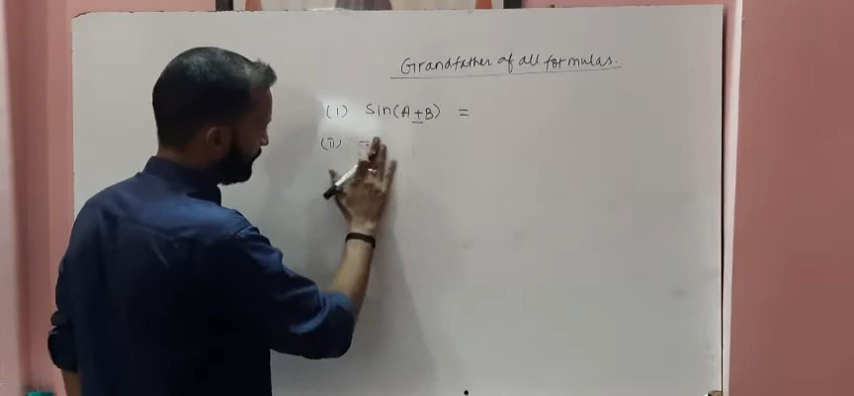 Grandfather of all formulas.
(I) Sin(A+B) =
(II)